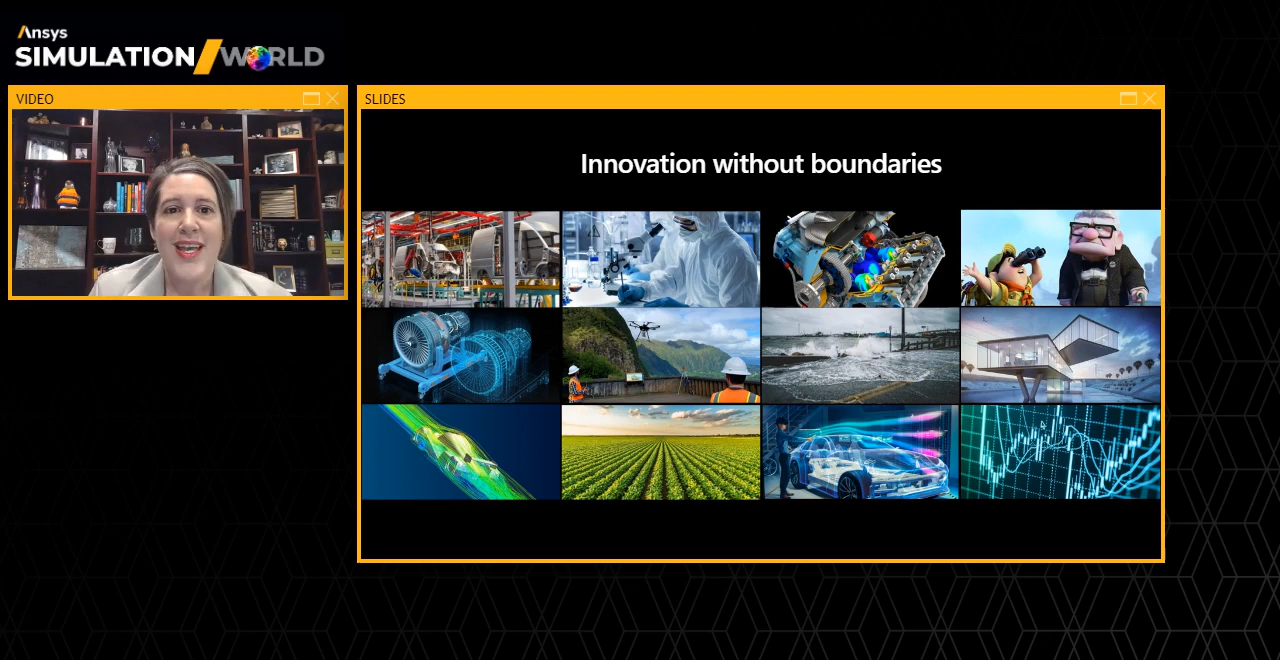 Ansys
SIMULATION/WORLD
VIDEO
SLIDES
Innovation without boundaries